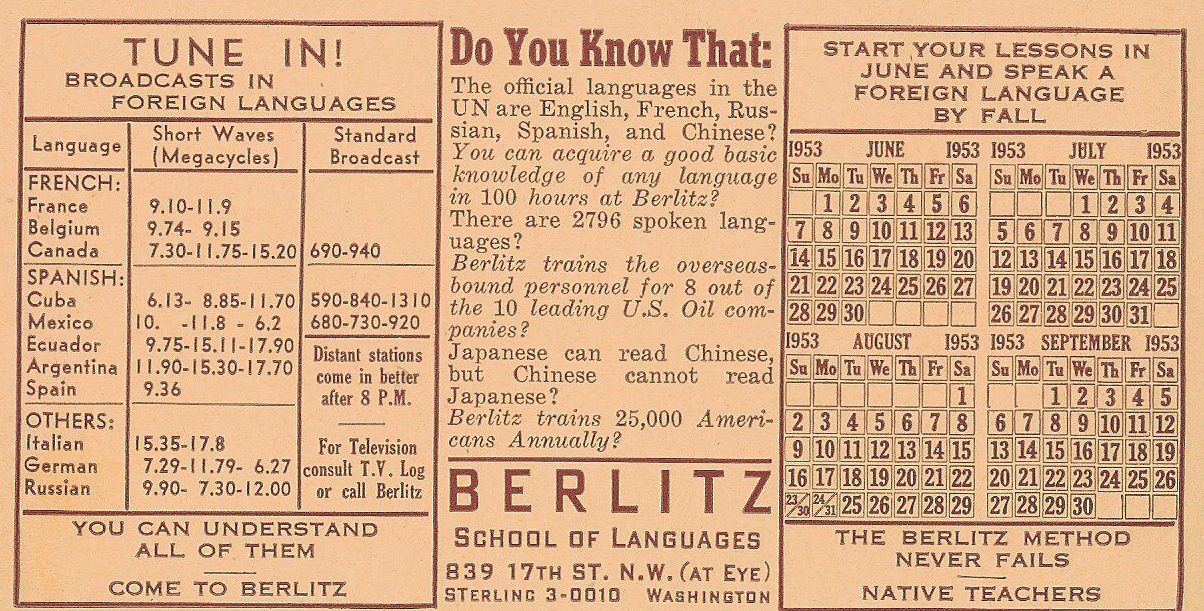 TUNE IN!
BROADCASTS IN
FOREIGN LANGUAGES
Language Short Waves (Megacycles) Standard Broadcast
FRENCH:
France 9.10-11.9
Belgium 9.74- 9.15
Canada 7.30-11.75-15.20 690-940
SPANISH:
Cuba 6.13- 8.85-11.70 590-840-1310
Mexico 10. -11.8 - 6.2 680-730-920
Ecuador 9.75-15.11-17.90
Argentina 11.90-15.30-17.70
Spain 9.36
OTHERS:
Italian 15.35-17.8
German 7.29-11.79- 6.27
Russian 9.90- 7.30-12.00
Distant stations
come in better
after 8 P.M.
For Television
consult T.V. Log
or call Berlitz
YOU CAN UNDERSTAND
ALL OF THEM
COME TO BERLITZ
Do You Know That:
The official languages in the
UN are English, French, Rus-
sian, Spanish, and Chinese?
You can acquire a good basic
knowledge of any language
in 100 hours at Berlitz?
There are 2796 spoken lang-
uages?
Berlitz trains the overseas-
bound personnel for 8 out of
the 10 leading U.S. Oil com-
panies?
Japanese can read Chinese,
but Chinese cannot read
Japanese?
Berlitz trains 25,000 Ameri-
cans Annually?
BERLITZ
SCHOOL OF LANGUAGES
839 17TH ST. N.W. (AT EYE)
STERLING 3-0010 WASHINGTON
START YOUR LESSONS IN
JUNE AND SPEAK A
FOREIGN LANGUAGE
BY FALL
1953 JUNE 1953
Su Mo Tu We Th Fr Sa
1 2 3 4 5 6
7 8 9 10 11 12 13
14 15 16 17 18 19 20
21 22 23 24 25 26 27
28 29 30
1953 JULY 1953
Su Mo Tu We Th Fr Sa
1 2 3 4
5 6 7 8 9 10 11
12 13 14 15 16 17 18
19 20 21 22 23 24 25
26 27 28 29 30 31
1953 AUGUST 1953
Su Mo Tu We Th Fr Sa
1
2 3 4 5 6 7 8
9 10 11 12 13 14 15
16 17 18 19 20 21 22
23/30 24/31 25 26 27 28 29
1953 SEPTEMBER 1953
Su Mo Tu We Th Fr Sa
1 2 3 4 5
6 7 8 9 10 11 12
13 14 15 16 17 18 19
20 21 22 23 24 25 26
27 28 29 30
THE BERLITZ METHOD
NEVER FAILS
NATIVE TEACHERS